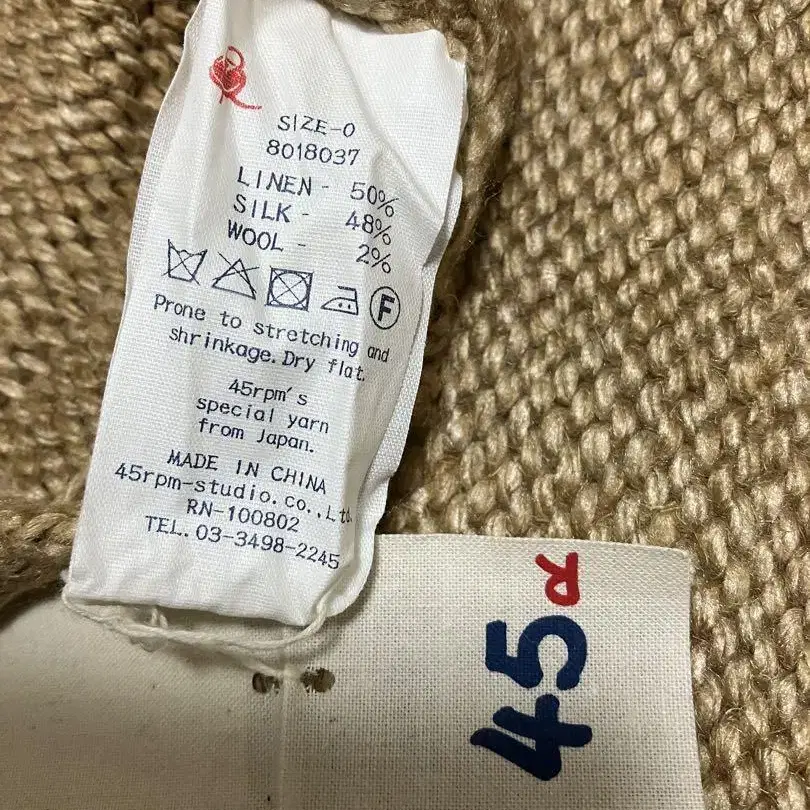 SIZE-0
8018037
LINEN - 50%
SILK - 48%
WOOL - 2%
F
Prone to stretching and
shrinkage. Dry flat.
45rpm's
special yarn
from Japan.
MADE IN CHINA
45rpm-studio.co.,Lt
RN-100802
TEL. 03-3498-2245
45R